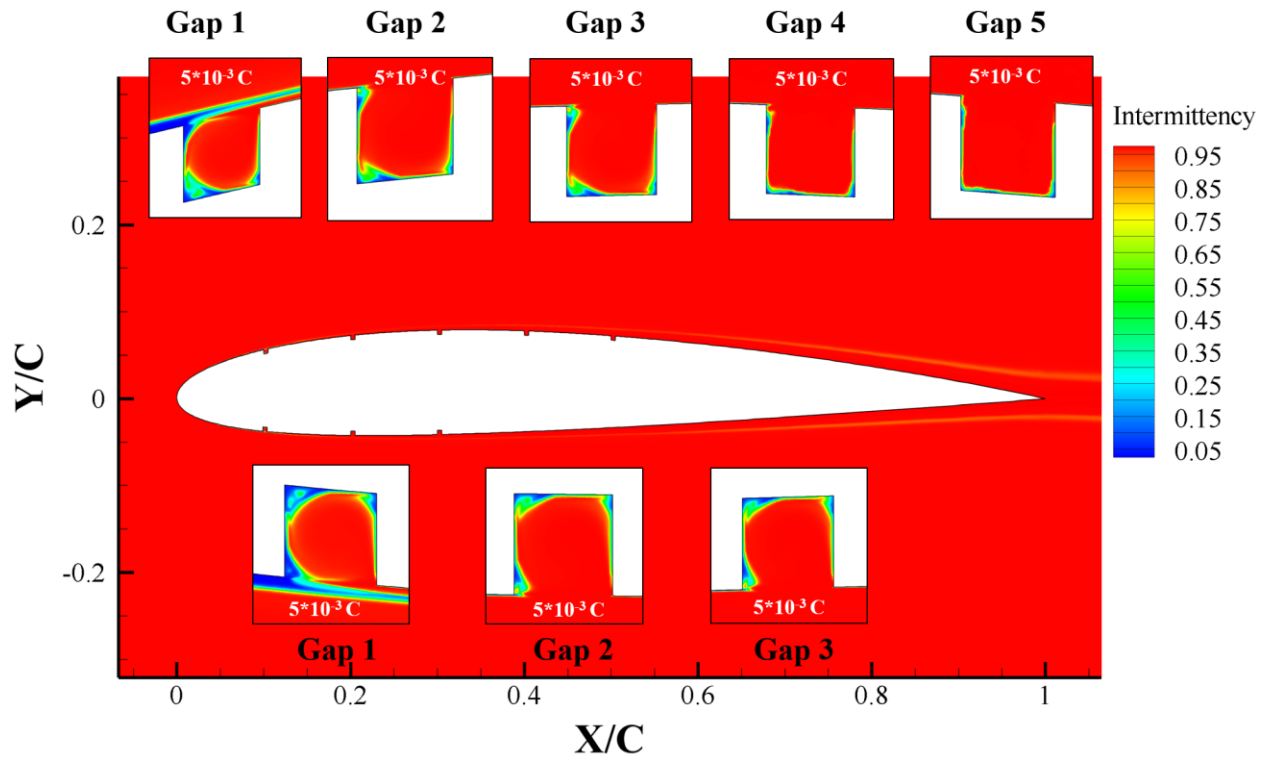 Gap 1 Gap 2 Gap 3 Gap 4 Gap 5
5*10⁻³ C 5*10⁻³ C 5*10⁻³ C 5*10⁻³ C 5*10⁻³ C
Intermittency
0.95
0.85
0.75
0.65
0.55
0.45
0.35
0.25
0.15
0.05
Y/C
0.2
0
-0.2
5*10⁻³ C 5*10⁻³ C 5*10⁻³ C
Gap 1 Gap 2 Gap 3
0 0.2 0.4 0.6 0.8 1
X/C